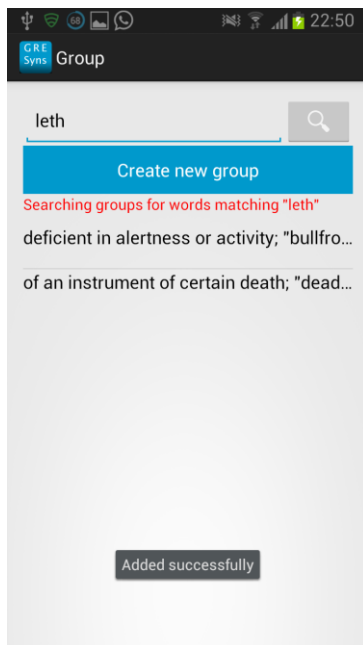 68
22:50
GRE
Syns
Group
leth
Create new group
Searching groups for words matching "leth"
deficient in alertness or activity; "bullfro...
of an instrument of certain death; "dead...
Added successfully